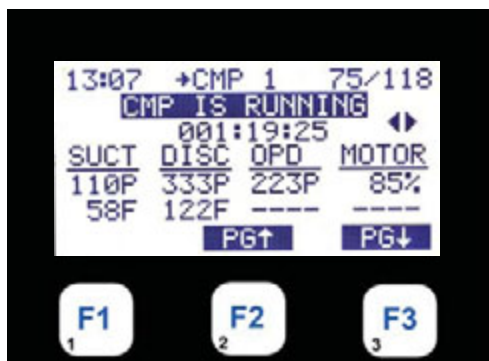 13:07 →CMP 1 75/118
CMP IS RUNNING
001:19:25 ◀▶
SUCT DISC OPD MOTOR
110P 333P 223P 85%
58F 122F ---- ----
PG↑ PG↓
F1 F2 F3
1 2 3